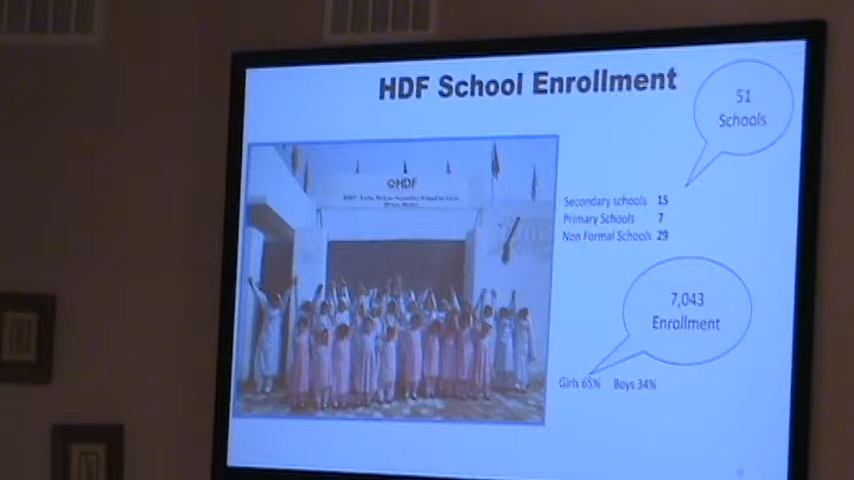 HDF School Enrollment
51
Schools
HDF
Secondary schools 15
Primary Schools 7
Non Formal Schools 29
7,043
Enrollment
Girls 65% Boys 34%